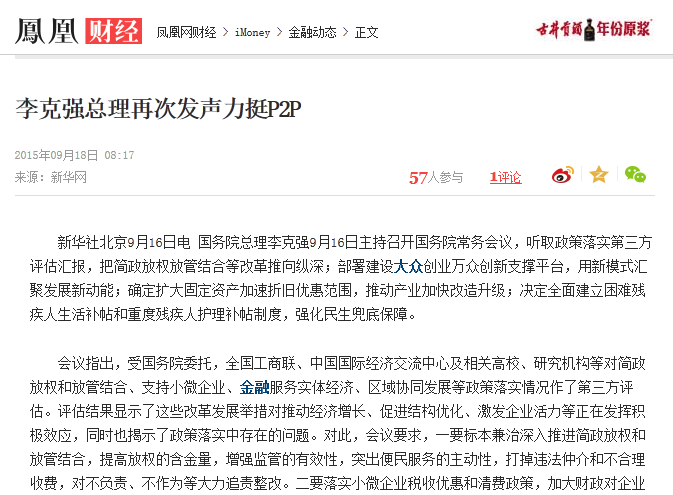 鳳凰 财经 凤凰网财经 > iMoney > 金融动态 > 正文 古井贡酒 年份原浆
李克强总理再次发声力挺P2P
2015年09月18日 08:17
来源：新华网 57人参与 1评论
新华社北京9月16日电 国务院总理李克强9月16日主持召开国务院常务会议，听取政策落实第三方
评估汇报，把简政放权放管结合等改革推向纵深；部署建设大众创业万众创新支撑平台，用新模式汇
聚发展新动能；确定扩大固定资产加速折旧优惠范围，推动产业加快改造升级；决定全面建立困难残
疾人生活补帖和重度残疾人护理补帖制度，强化民生兜底保障。
会议指出，受国务院委托，全国工商联、中国国际经济交流中心及相关高校、研究机构等对简政
放权和放管结合、支持小微企业、金融服务实体经济、区域协同发展等政策落实情况作了第三方评
估。评估结果显示了这些改革发展举措对推动经济增长、促进结构优化、激发企业活力等正在发挥积
极效应，同时也揭示了政策落实中存在的问题。对此，会议要求，一要标本兼治深入推进简政放权和
放管结合，提高放权的含金量，增强监管的有效性，突出便民服务的主动性，打掉违法仲介和不合理
收费，对不负责、不作为等大力追责整改。二要落实小微企业税收优惠和清费政策，加大财政对企业